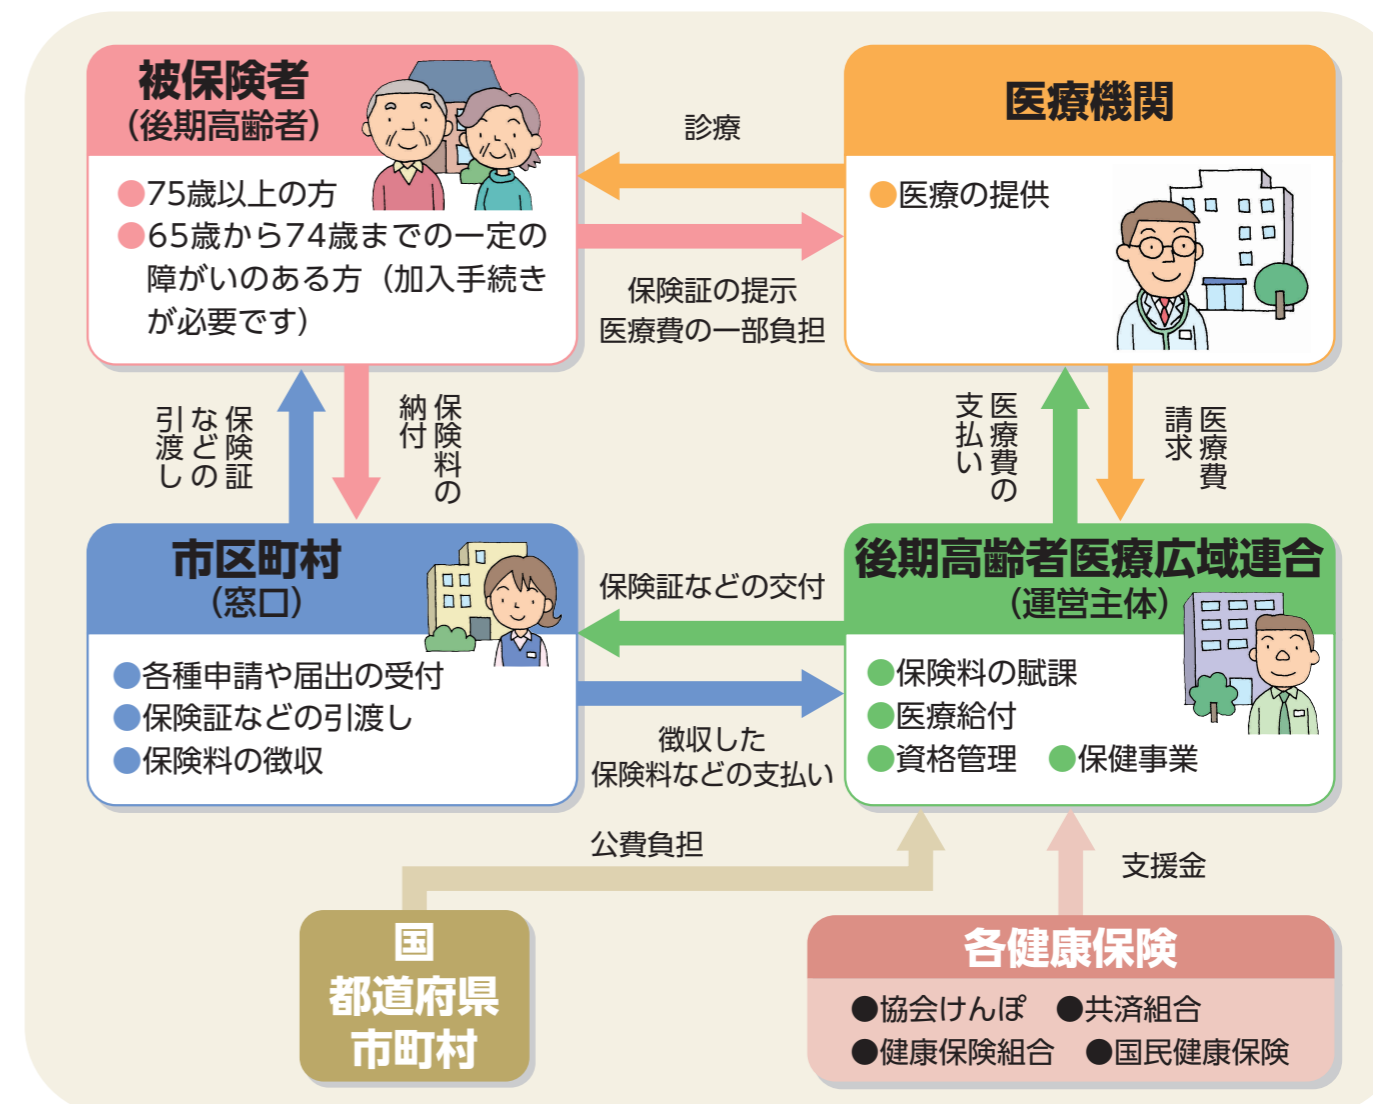 被保険者
(後期高齢者)
●75歳以上の方
●65歳から74歳までの一定の
障がいのある方（加入手続き
が必要です）
診療
保険証の提示
医療費の一部負担
医療機関
●医療の提供
保険証
などの
引渡し
保険料の
納付
医療費の
支払い
医療費
請求
市区町村
(窓口)
●各種申請や届出の受付
●保険証などの引渡し
●保険料の徴収
保険証などの交付
徴収した
保険料などの支払い
後期高齢者医療広域連合
(運営主体)
●保険料の賦課
●医療給付
●資格管理　●保健事業
公費負担
支援金
国
都道府県
市町村
各健康保険
●協会けんぽ　●共済組合
●健康保険組合　●国民健康保険